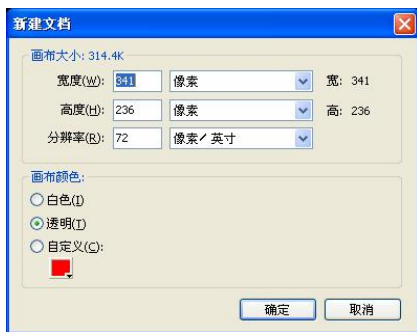 新建文档
画布大小: 314.4K
宽度(W): 341 像素 宽: 341
高度(H): 236 像素 高: 236
分辨率(R): 72 像素/英寸
画布颜色:
白色(I)
透明(T)
自定义(C):
确定 取消